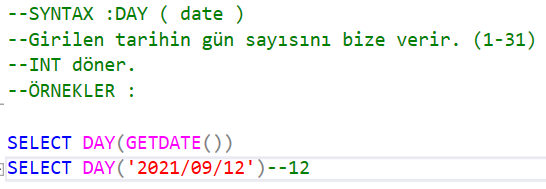 --SYNTAX :DAY ( date )
--Girilen tarihin gün sayısını bize verir. (1-31)
--INT döner.
--ÖRNEKLER :
SELECT DAY(GETDATE())
SELECT DAY('2021/09/12')--12